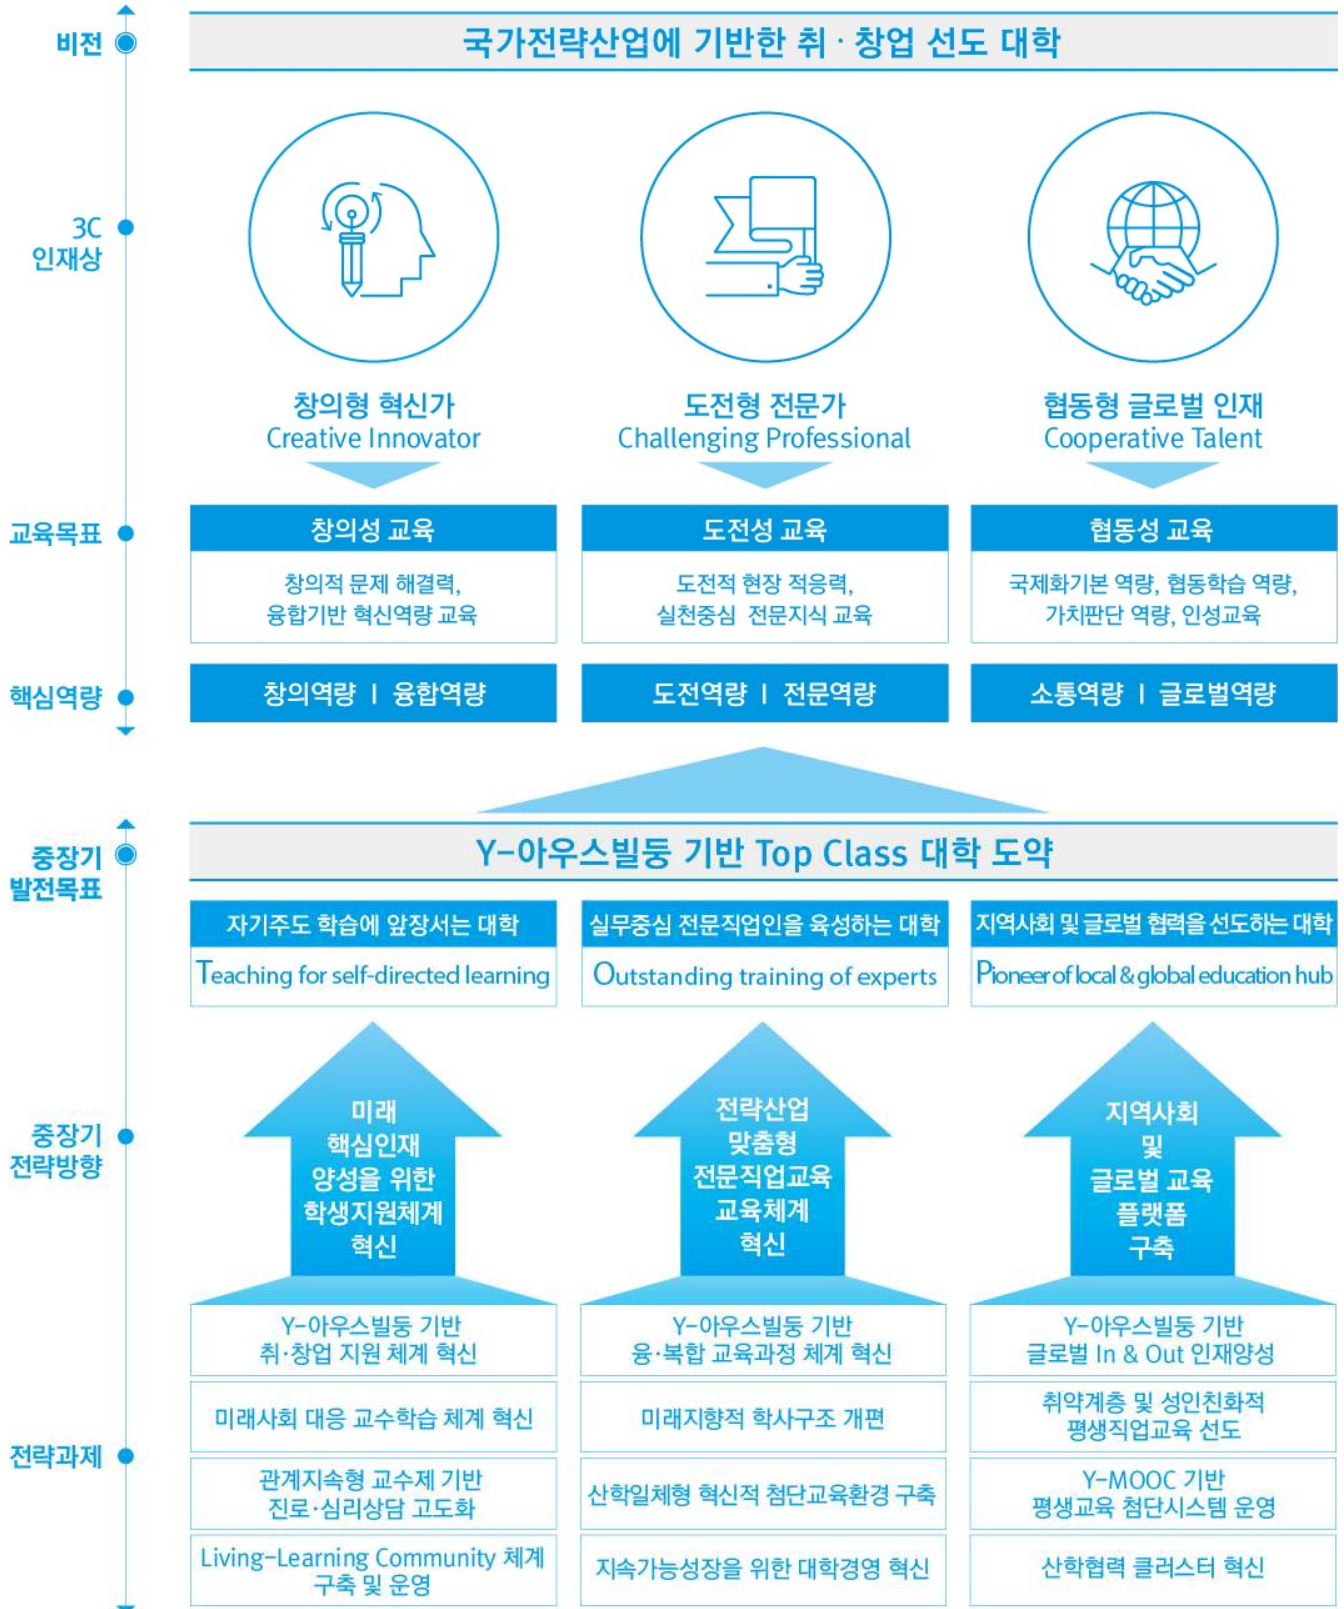 비전
국가전략산업에 기반한 취 · 창업 선도 대학
3C
인재상
창의형 혁신가
Creative Innovator
도전형 전문가
Challenging Professional
협동형 글로벌 인재
Cooperative Talent
교육목표
창의성 교육
창의적 문제 해결력,
융합기반 혁신역량 교육
도전성 교육
도전적 현장 적응력,
실천중심 전문지식 교육
협동성 교육
국제화기본 역량, 협동학습 역량,
가치판단 역량, 인성교육
핵심역량
창의역량 | 융합역량
도전역량 | 전문역량
소통역량 | 글로벌역량
중장기
발전목표
Y-아우스빌둥 기반 Top Class 대학 도약
자기주도 학습에 앞장서는 대학
Teaching for self-directed learning
실무중심 전문직업인을 육성하는 대학
Outstanding training of experts
지역사회 및 글로벌 협력을 선도하는 대학
Pioneer of local & global education hub
중장기
전략방향
미래
핵심인재
양성을 위한
학생지원체계
혁신
전략산업
맞춤형
전문직업교육
교육체계
혁신
지역사회
및
글로벌 교육
플랫폼
구축
전략과제
Y-아우스빌둥 기반
취·창업 지원 체계 혁신
미래사회 대응 교수학습 체계 혁신
관계지속형 교수제 기반
진로·심리상담 고도화
Living-Learning Community 체계
구축 및 운영
Y-아우스빌둥 기반
융·복합 교육과정 체계 혁신
미래지향적 학사구조 개편
산학일체형 혁신적 첨단교육환경 구축
지속가능성장을 위한 대학경영 혁신
Y-아우스빌둥 기반
글로벌 In & Out 인재양성
취약계층 및 성인친화적
평생직업교육 선도
Y-MOOC 기반
평생교육 첨단시스템 운영
산학협력 클러스터 혁신